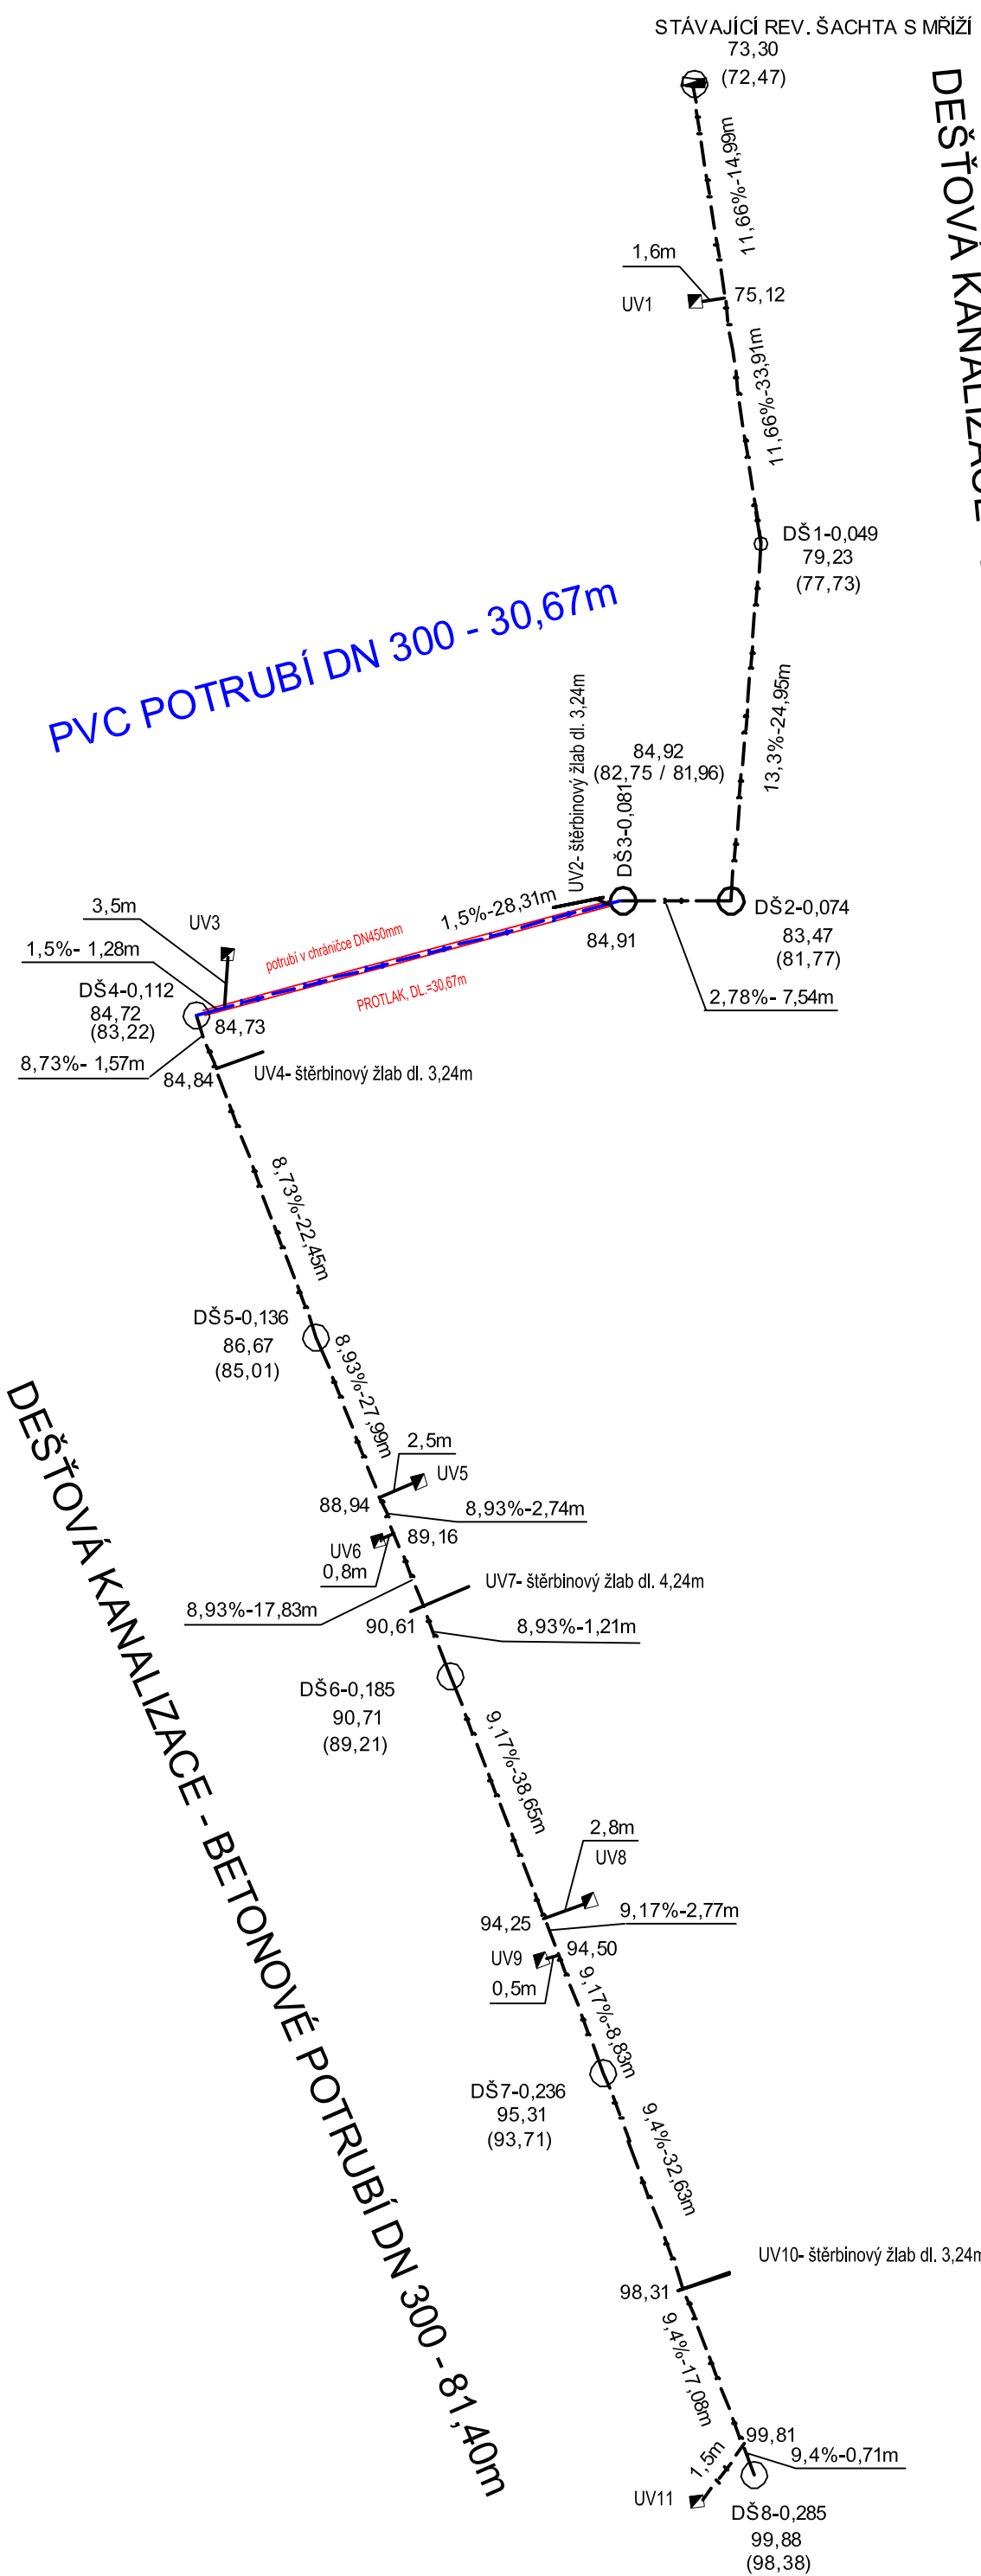 STÁVAJÍCÍ REV. ŠACHTA S MŘÍŽÍ
73,30
(72,47)
11,66%-14,99m
1,6m
UV1
75,12
11,66%-33,91m
DŠ1-0,049
79,23
(77,73)
13,3%-24,95m
PVC POTRUBÍ DN 300 - 30,67m
UV2- štěrbinový žlab dl. 3,24m
84,92
(82,75 / 81,96)
DŠ3-0,081
84,91
DŠ2-0,074
83,47
(81,77)
2,78%- 7,54m
1,5%-28,31m
potrubí v chráničce DN450mm
PROTLAK, DL.=30,67m
3,5m
UV3
1,5%- 1,28m
DŠ4-0,112
84,72
(83,22)
84,73
8,73%- 1,57m
84,84
UV4- štěrbinový žlab dl. 3,24m
8,73%-22,45m
DŠ5-0,136
86,67
(85,01)
8,93%-27,99m
2,5m
UV5
88,94
8,93%-2,74m
UV6
89,16
0,8m
UV7- štěrbinový žlab dl. 4,24m
8,93%-17,83m
90,61
8,93%-1,21m
DŠ6-0,185
90,71
(89,21)
9,17%-38,65m
2,8m
UV8
94,25
9,17%-2,77m
UV9
94,50
0,5m
9,17%-8,83m
DŠ7-0,236
95,31
(93,71)
9,4%-32,63m
UV10- štěrbinový žlab dl. 3,24m
98,31
9,4%-17,08m
99,81
9,4%-0,71m
1,5m
UV11
DŠ8-0,285
99,88
(98,38)
DEŠŤOVÁ KANALIZACE - BETONOVÉ POTRUBÍ DN 300 - 81,40m
DEŠŤOVÁ KANALIZACE -